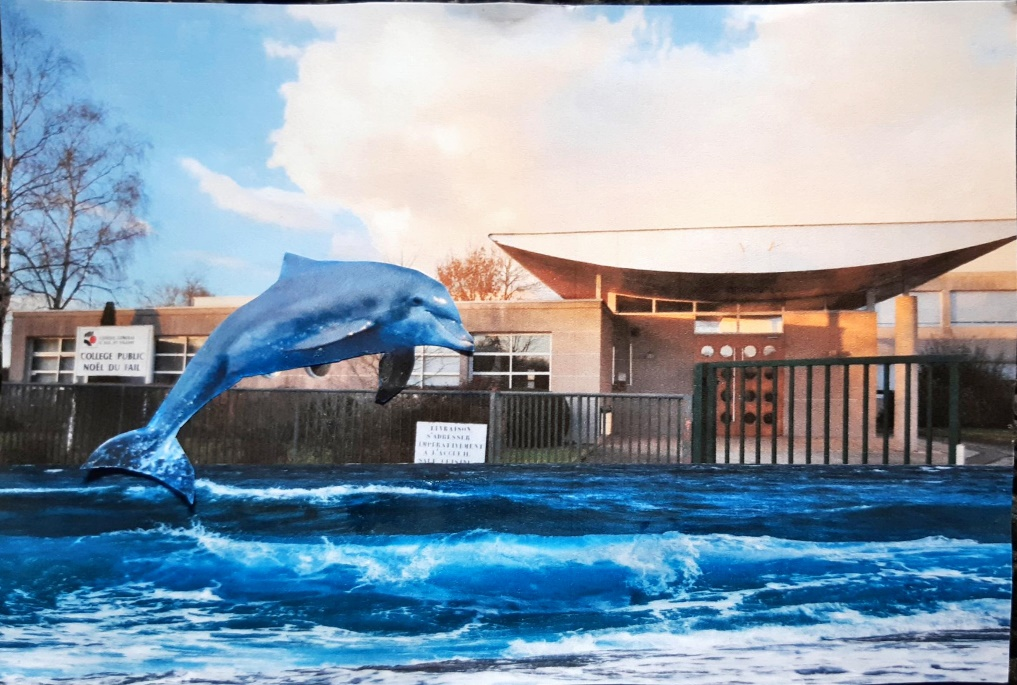 COLLEGE PUBLIC
NOËL DU FAIL
LIVRAISON
S'ADRESSER
IMPERATIVEMENT
A L'ACCUEIL